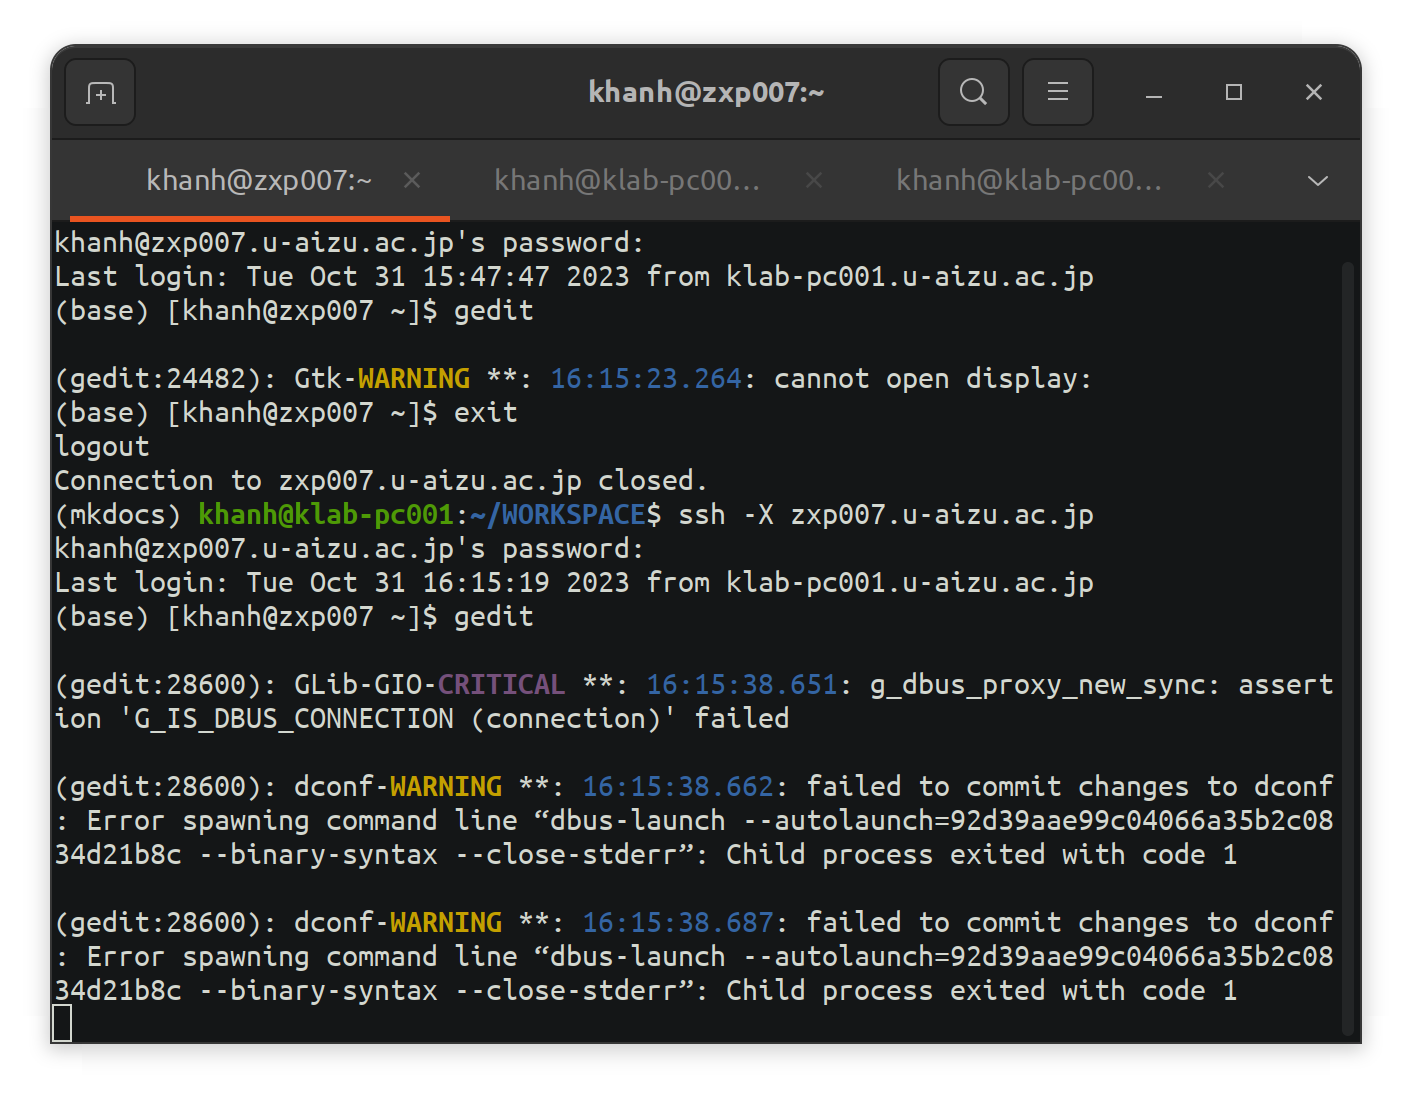 khanh@zxp007:~
khanh@zxp007:~
khanh@klab-pc00...
khanh@klab-pc00...
khanh@zxp007.u-aizu.ac.jp's password:
Last login: Tue Oct 31 15:47:47 2023 from klab-pc001.u-aizu.ac.jp
(base) [khanh@zxp007 ~]$ gedit
(gedit:24482): Gtk-WARNING **: 16:15:23.264: cannot open display:
(base) [khanh@zxp007 ~]$ exit
logout
Connection to zxp007.u-aizu.ac.jp closed.
(mkdocs) khanh@klab-pc001:~/WORKSPACE$ ssh -X zxp007.u-aizu.ac.jp
khanh@zxp007.u-aizu.ac.jp's password:
Last login: Tue Oct 31 16:15:19 2023 from klab-pc001.u-aizu.ac.jp
(base) [khanh@zxp007 ~]$ gedit
(gedit:28600): GLib-GIO-CRITICAL **: 16:15:38.651: g_dbus_proxy_new_sync: assert
ion 'G_IS_DBUS_CONNECTION (connection)' failed
(gedit:28600): dconf-WARNING **: 16:15:38.662: failed to commit changes to dconf
: Error spawning command line “dbus-launch --autolaunch=92d39aae99c04066a35b2c08
34d21b8c --binary-syntax --close-stderr”: Child process exited with code 1
(gedit:28600): dconf-WARNING **: 16:15:38.687: failed to commit changes to dconf
: Error spawning command line “dbus-launch --autolaunch=92d39aae99c04066a35b2c08
34d21b8c --binary-syntax --close-stderr”: Child process exited with code 1